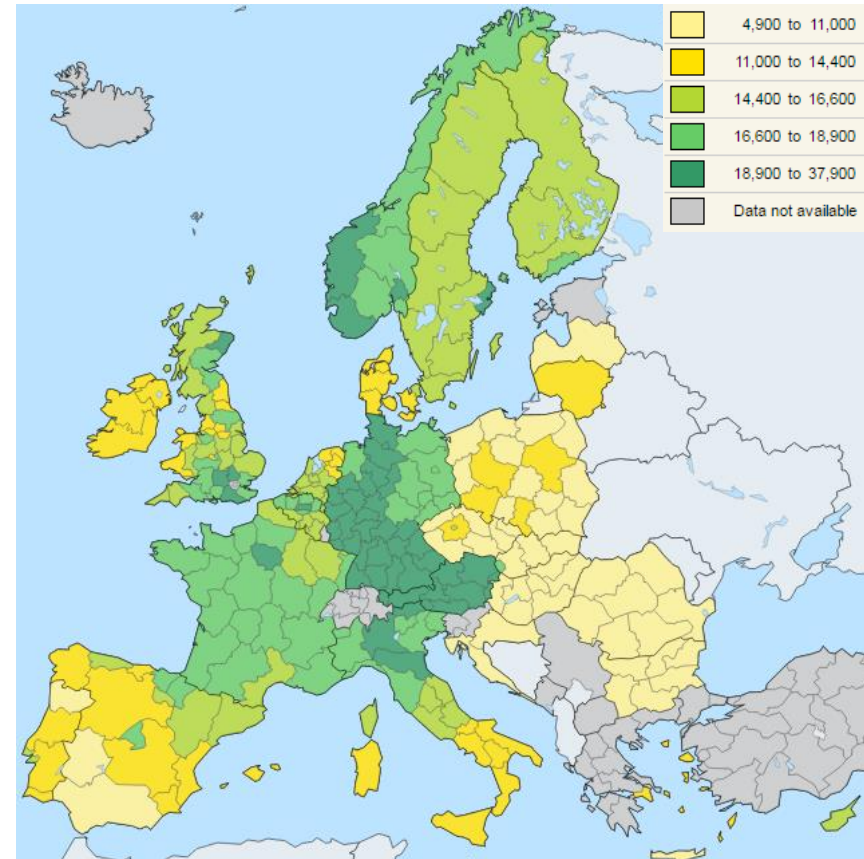 4,900 to 11,000
11,000 to 14,400
14,400 to 16,600
16,600 to 18,900
18,900 to 37,900
Data not available